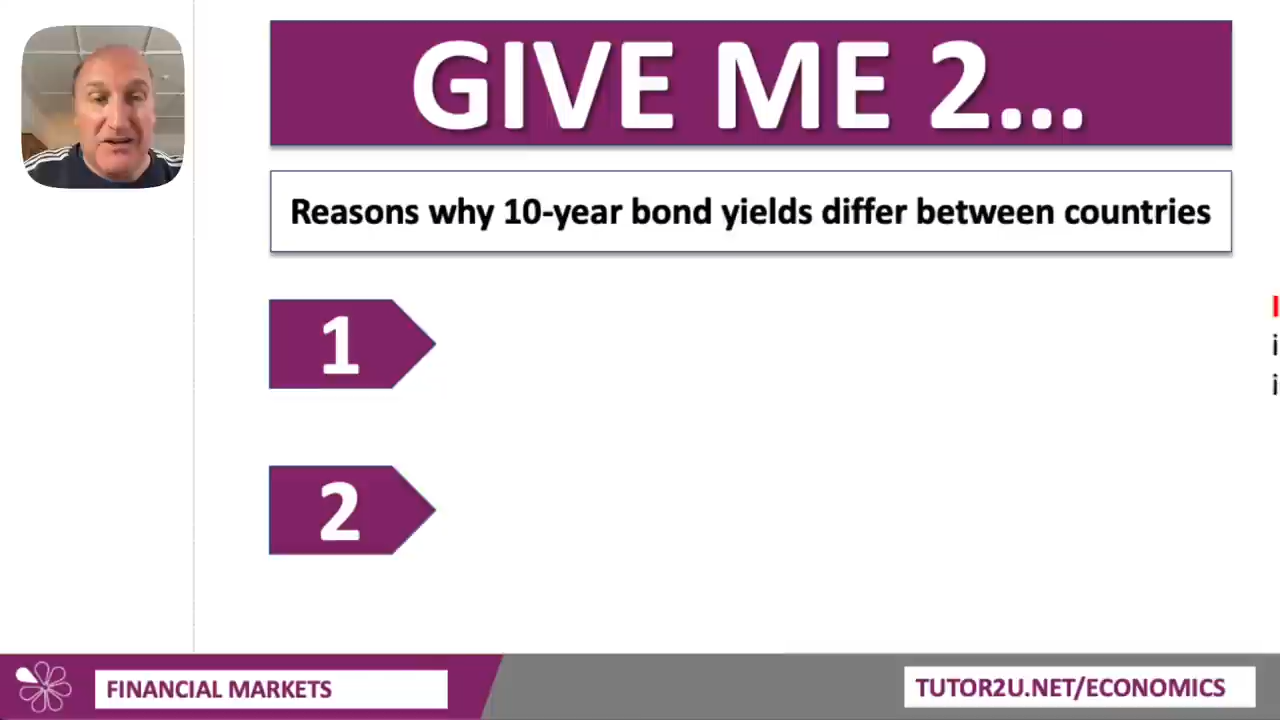 GIVE ME 2...
Reasons why 10-year bond yields differ between countries
1
2
FINANCIAL MARKETS
TUTOR2U.NET/ECONOMICS